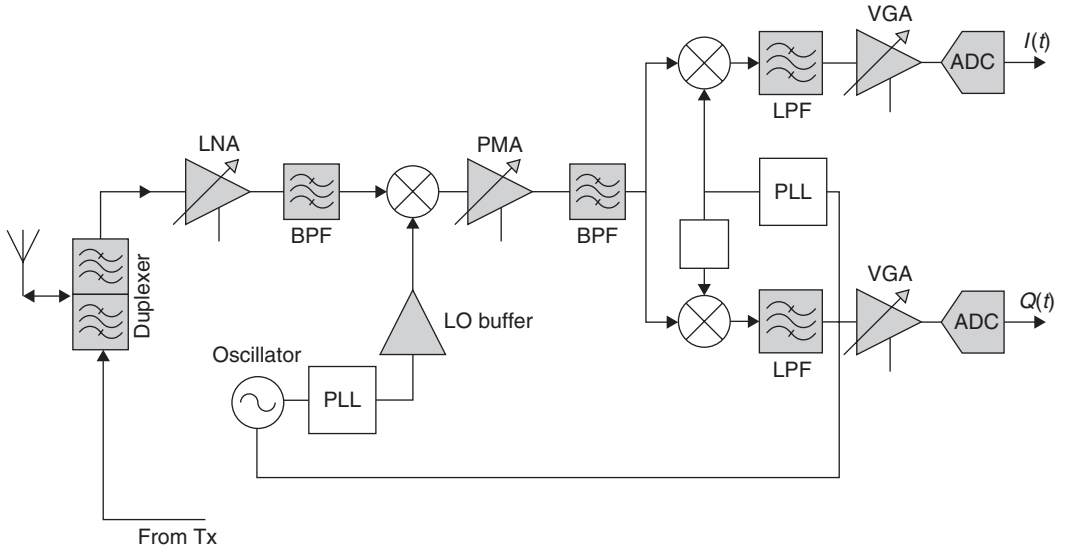 VGA
I(t)
ADC
LPF
LNA
PMA
BPF
BPF
PLL
Duplexer
VGA
Q(t)
ADC
LO buffer
LPF
Oscillator
PLL
From Tx